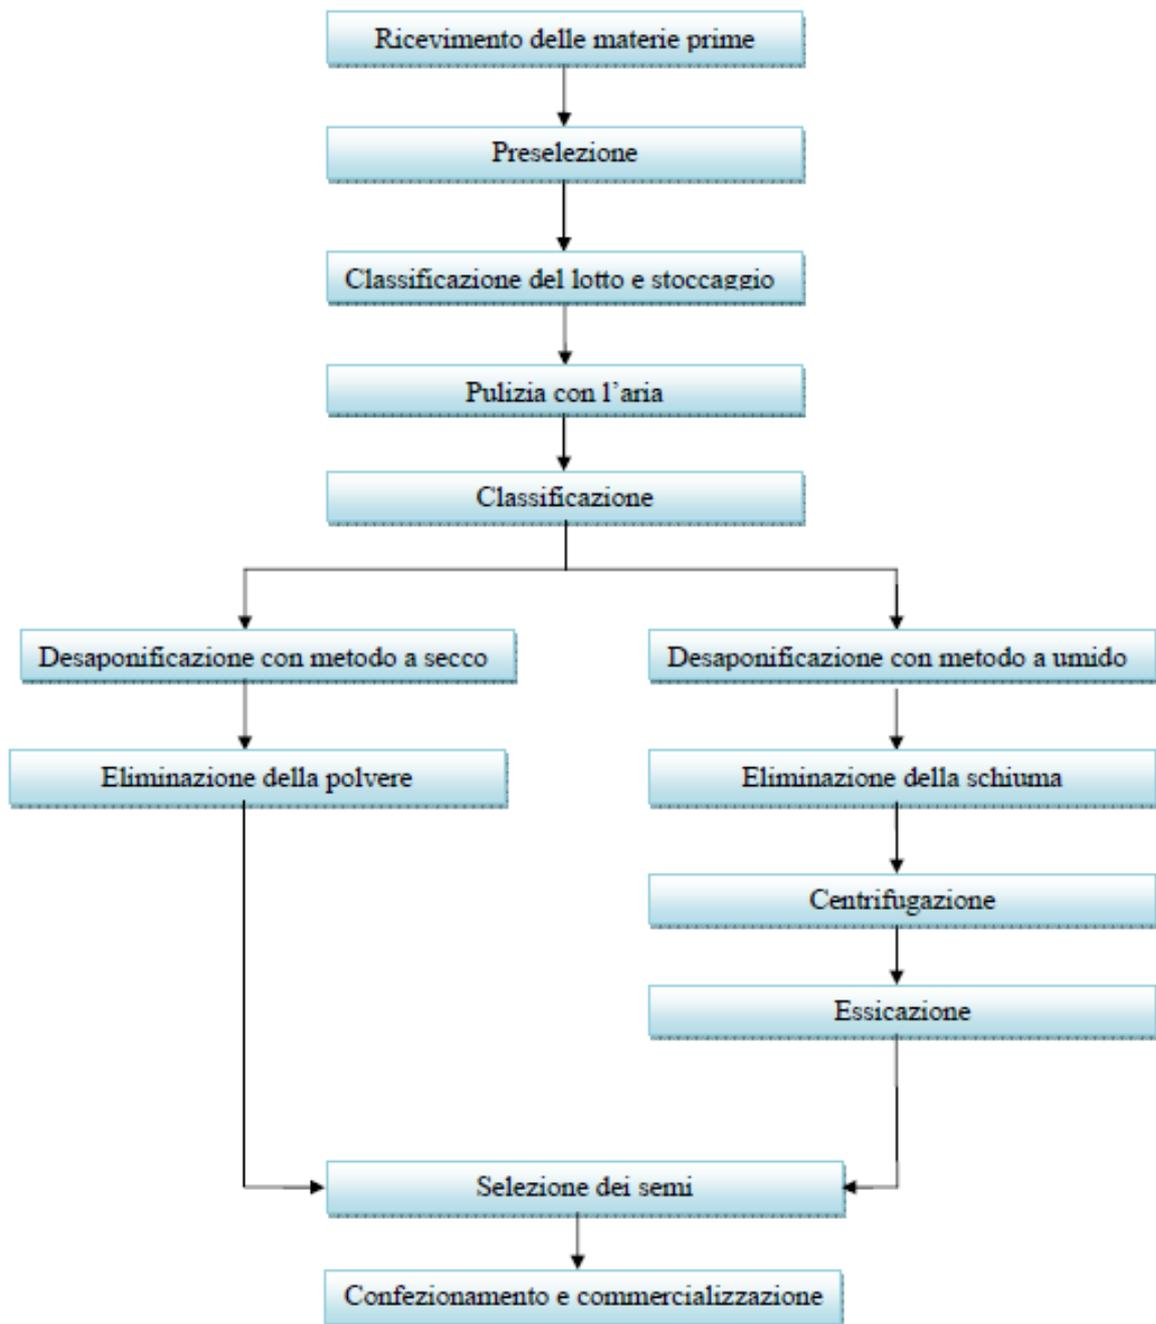 Ricevimento delle materie prime
Preselezione
Classificazione del lotto e stoccaggio
Pulizia con l’aria
Classificazione
Desaponificazione con metodo a secco
Desaponificazione con metodo a umido
Eliminazione della polvere
Eliminazione della schiuma
Centrifugazione
Essicazione
Selezione dei semi
Confezionamento e commercializzazione